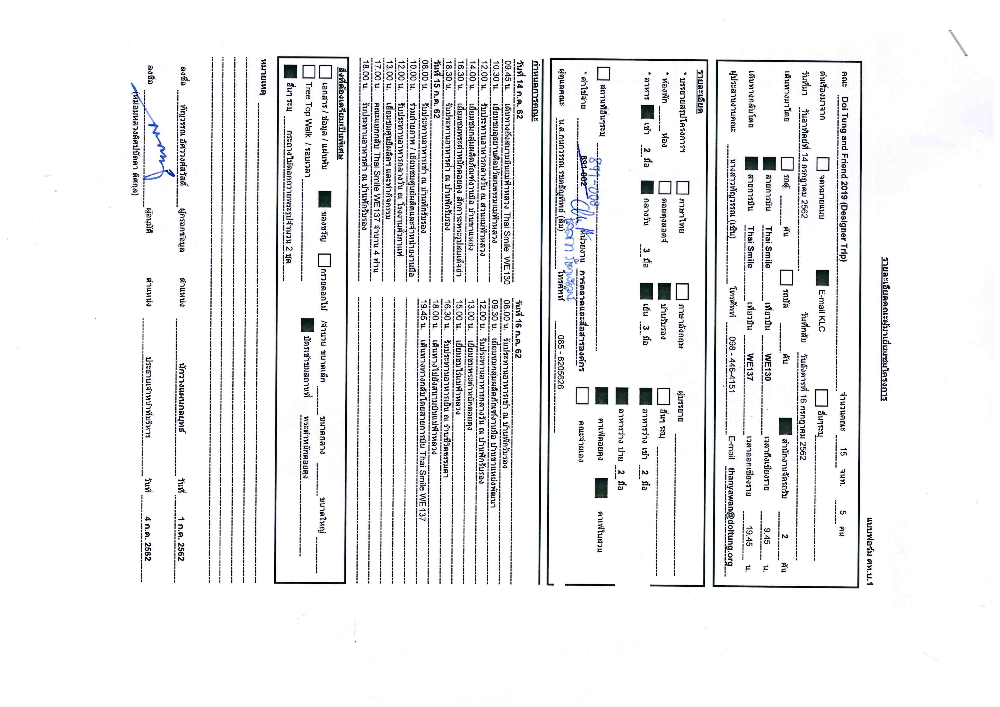 แบบฟอร์ม ศท.บ.1
รายละเอียดคณะผู้มาเยี่ยมชมโครงการ
คณะ Doi Tung and Friend 2019 (Designer Trip) จำนวนคณะ 15 จนท. 5 คน
ต้นเรื่องมาจาก จดหมายแนบ E-mail KLC อื่นๆระบุ
วันที่มา วันอาทิตย์ที่ 14 กรกฎาคม 2562 วันที่กลับ วันอังคารที่ 16 กรกฎาคม 2562
เดินทางมาโดย รถตู้ คัน รถบัส คัน สำนักงานจัดรถรับ 2 คัน
สายการบิน Thai Smile เที่ยวบิน WE130 เวลาถึงเชียงราย 9.45 น.
เดินทางกลับโดย สายการบิน Thai Smile เที่ยวบิน WE137 เวลาออกเชียงราย 19.45 น.
ผู้ประสานงานคณะ นางสาวทัญวรรณ (เชิน) โทรศัพท์ 098 - 446-4151 E-mail thanyawan@doitung.org
รายละเอียด
* บรรยายสรุปโครงการฯ ภาษาไทย ภาษาอังกฤษ ผู้บรรยาย
* ห้องพัก ห้อง ดอยตุงลอดจ์ บ้านรับรอง อื่นๆ ระบุ
* อาหาร เช้า 2 มื้อ กลางวัน 3 มื้อ เย็น 3 มื้อ อาหารว่าง เช้า 2 มื้อ
อาหารว่าง บ่าย 2 มื้อ
สถานที่อื่นๆระบุ คาเฟ่ดอยตุง คาเฟ่ในสวน
891-000
* ค่าใช้จ่าย 891-002 หน่วยงาน การตลาดและสื่อสารองค์กร คณะจ่ายเอง
ผู้ดูแลคณะ น.ส.กนกวรรณ รชตธัญทิพย์ (ลิ้ม) โทรศัพท์ 085 - 6205626
กำหนดการคณะ
วันที่ 14 ก.ค. 62
09.45 น. เดินทางถึงสนามบินแม่ฟ้าหลวง Thai Smile WE130
10.30 น. เยี่ยมชมอุธยานศิลปวัฒนธรรมแม่ฟ้าหลวง
12.00 น. รับประทานอาหารกลางวัน ณ สวนแม่ฟ้าหลวง
14.00 น. เยี่ยมชมกลุ่มผลิตภัณฑ์งานมือ บ้านขาแหย่ง
16.30 น. เยี่ยมชมพระตำหนักดอยตุง สักการะพระรูปสมเด็จย่า
18.30 น. รับประทานอาหารค่ำ ณ บ้านพักรับรอง
วันที่ 15 ก.ค. 62
08.00 น. รับประทานอาหารเช้า ณ บ้านพักรับรอง
10.00 น. ร่วมถ่ายภาพ / เยี่ยมชมศูนย์ผลิตและจำหน่ายงานมือ
12.00 น. รับประทานอาหารกลางวัน ณ โรงงานคั่วกาแฟ
13.00 น. เยี่ยมชมศูนย์ผลิตฯ และทำกิจกรรม
17.00 น. คณะแยกกลับ Thai Smile WE137 จำนวน 4 ท่าน
18.00 น. รับประทานอาหารค่ำ ณ บ้านพักรับรอง
วันที่ 16 ก.ค. 62
08.00 น. รับประทานอาหารเช้า ณ บ้านพักรับรอง
09.30 น. เยี่ยมชมกลุ่มผลิตภัณฑ์งานมือ บ้านขาแหย่งพัฒนา
12.00 น. รับประทานอาหารกลางวัน ณ บ้านพักรับรอง
13.00 น. เยี่ยมชมพระตำหนักดอยตุง
15.00 น. เยี่ยมชมไร่แม่ฟ้าหลวง
16.30 น. รับประทานอาหารเย็น ณ ร้านชีวิตธรรมดา
18.00 น. เดินทางไปยังสนามบินแม่ฟ้าหลวง
19.45 น. เดินทางทางกลับโดยสายการบิน Thai Smile WE137
สิ่งที่ต้องเตรียมเป็นพิเศษ
เอกสาร / ข้อมูล / แผ่นพับ ของขวัญ กรวยดอกไม้ /จำนวน ขนาดเล็ก ขนาดกลาง ขนาดใหญ่
Tree Top Walk / รอบเวลา บัตรเข้าชมสถานที่ พระตำหนักดอยตุง
อื่นๆ ระบุ กระถางไม้ดอกถวายพระรูปจำนวน 2 ชุด
หมายเหตุ
ลงชื่อ ทัญวรรณ อัศวงศ์สวัสดิ์ ผู้กรอกข้อมูล ตำแหน่ง นักวางแผนกลยุทธ์ วันที่ 1 ก.ค. 2562
ลงชื่อ ผู้อนุมัติ ตำแหน่ง ประธานเจ้าหน้าที่บริหาร วันที่ 4 ก.ค. 2562
(หม่อมหลวงดิศปนัดดา ดิศกุล)